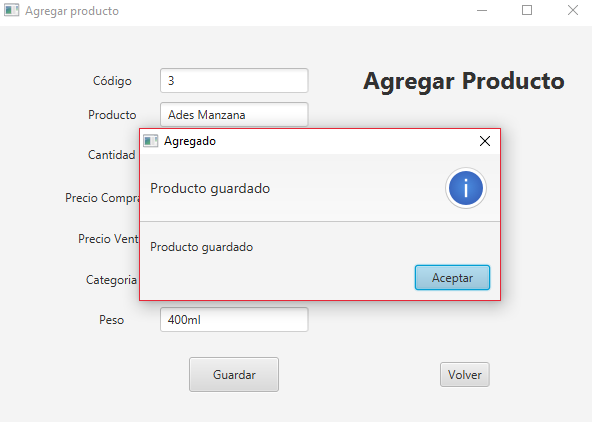 Agregar producto
Código
3
Agregar Producto
Producto
Ades Manzana
Agregado
Cantidad
Producto guardado
i
Precio Compra
Precio Vent
Producto guardado
Categoria
Aceptar
Peso
400ml
Guardar
Volver